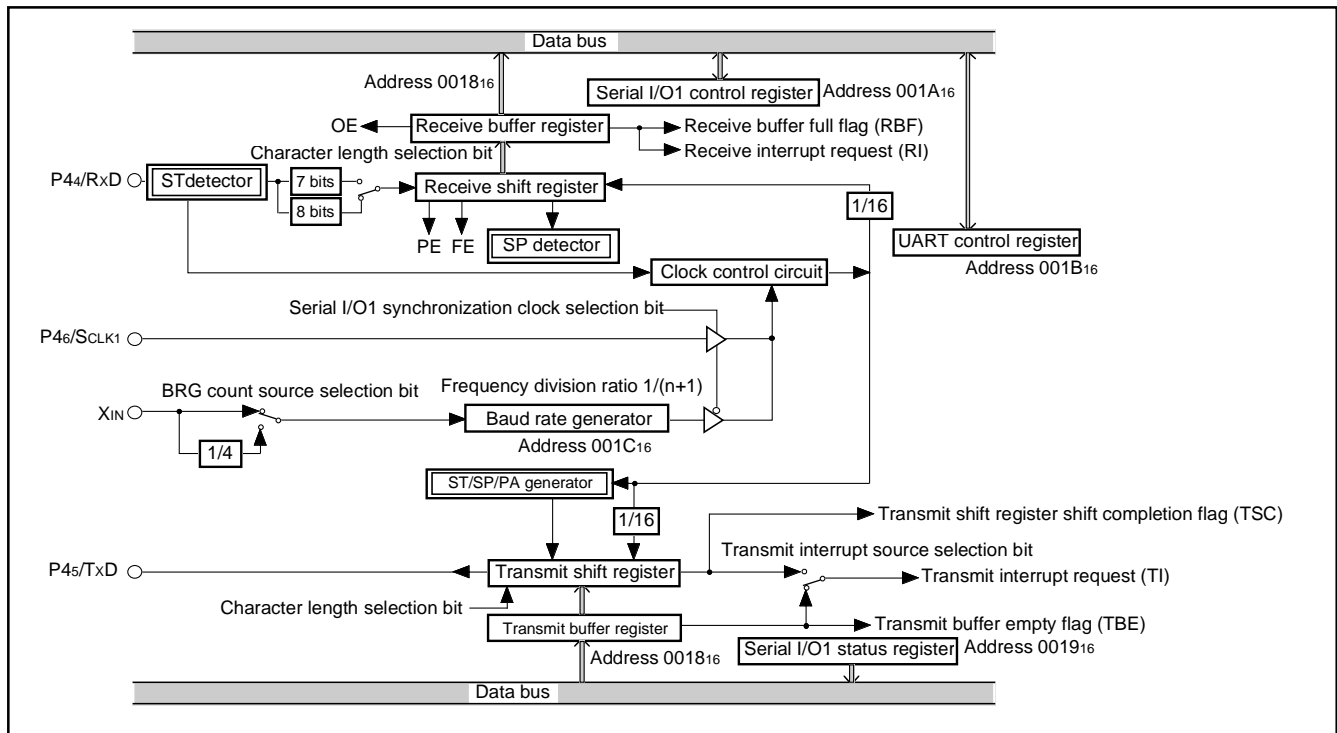 Data bus
Address 0018₁₆
Serial I/O1 control register
Address 001A₁₆
OE
Receive buffer register
Receive buffer full flag (RBF)
Receive interrupt request (RI)
Character length selection bit
P4₄/RxD
STdetector
7 bits
8 bits
Receive shift register
1/16
PE
FE
SP detector
UART control register
Address 001B₁₆
Clock control circuit
Serial I/O1 synchronization clock selection bit
P4₆/SCLK1
BRG count source selection bit
Frequency division ratio 1/(n+1)
XIN
Baud rate generator
Address 001C₁₆
1/4
ST/SP/PA generator
1/16
Transmit shift register shift completion flag (TSC)
Transmit interrupt source selection bit
P4₅/TxD
Transmit shift register
Transmit interrupt request (TI)
Character length selection bit
Transmit buffer register
Transmit buffer empty flag (TBE)
Address 0018₁₆
Serial I/O1 status register
Address 0019₁₆
Data bus